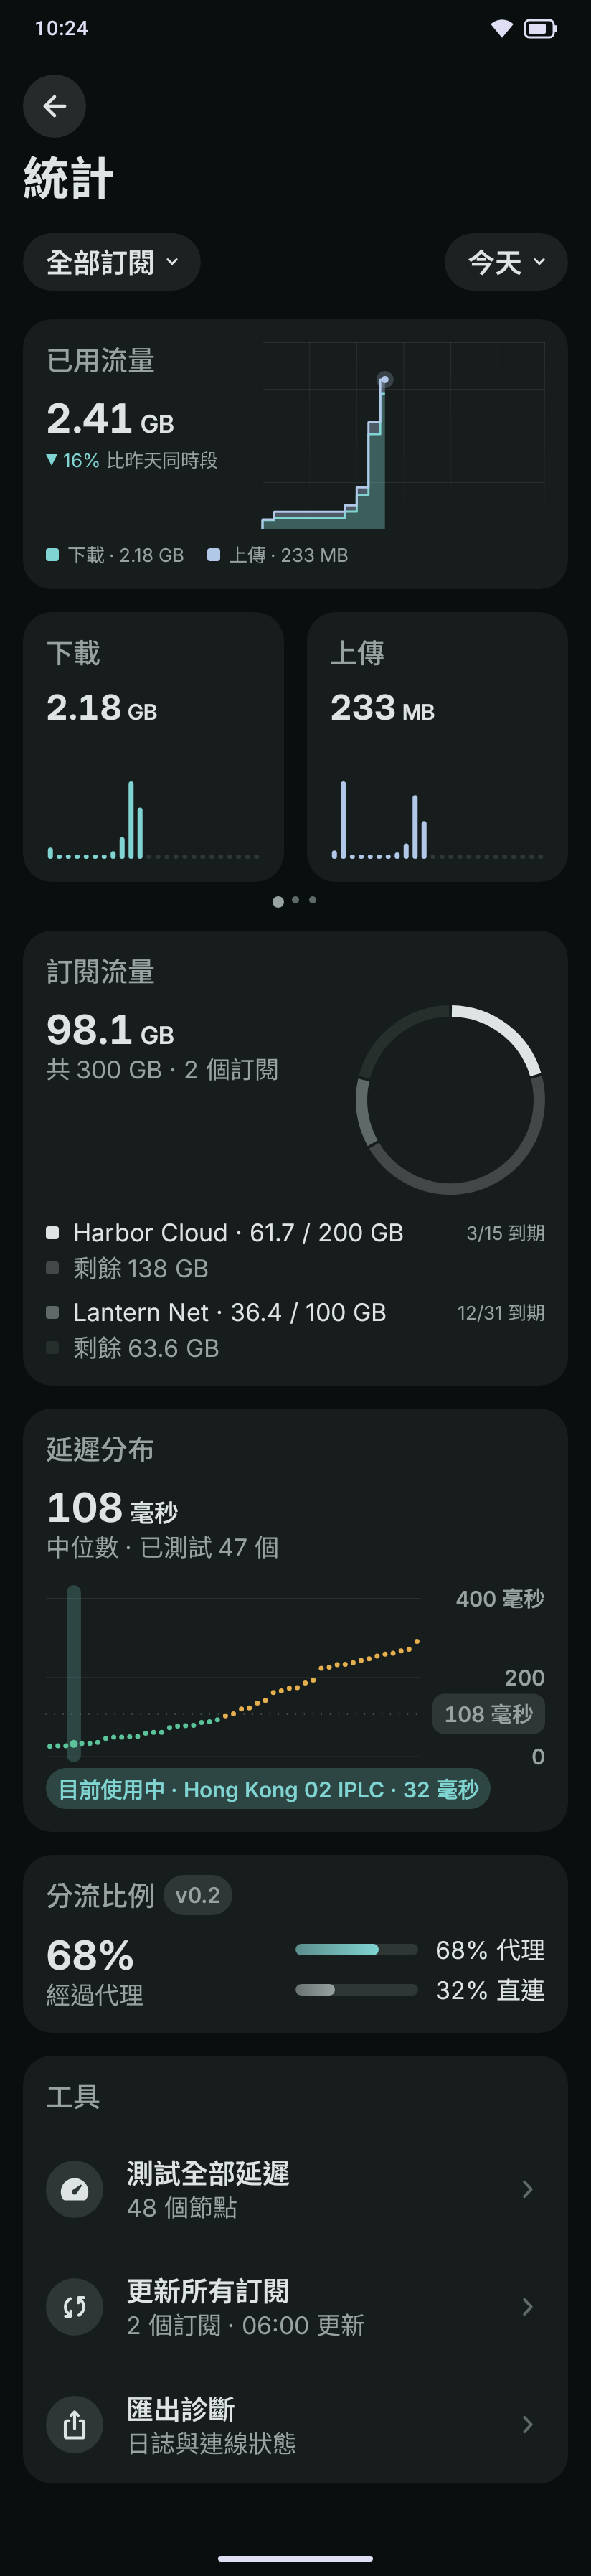 10:24
統計
全部訂閱
今天
已用流量
2.41 GB
▼ 16% 比昨天同時段
下載 · 2.18 GB
上傳 · 233 MB
下載
2.18 GB
上傳
233 MB
訂閱流量
98.1 GB
共 300 GB · 2 個訂閱
Harbor Cloud · 61.7 / 200 GB
3/15 到期
剩餘 138 GB
Lantern Net · 36.4 / 100 GB
12/31 到期
剩餘 63.6 GB
延遲分布
108 毫秒
中位數 · 已測試 47 個
400 毫秒
200
108 毫秒
0
目前使用中 · Hong Kong 02 IPLC · 32 毫秒
分流比例 v0.2
68%
經過代理
68% 代理
32% 直連
工具
測試全部延遲
48 個節點
更新所有訂閱
2 個訂閱 · 06:00 更新
匯出診斷
日誌與連線狀態